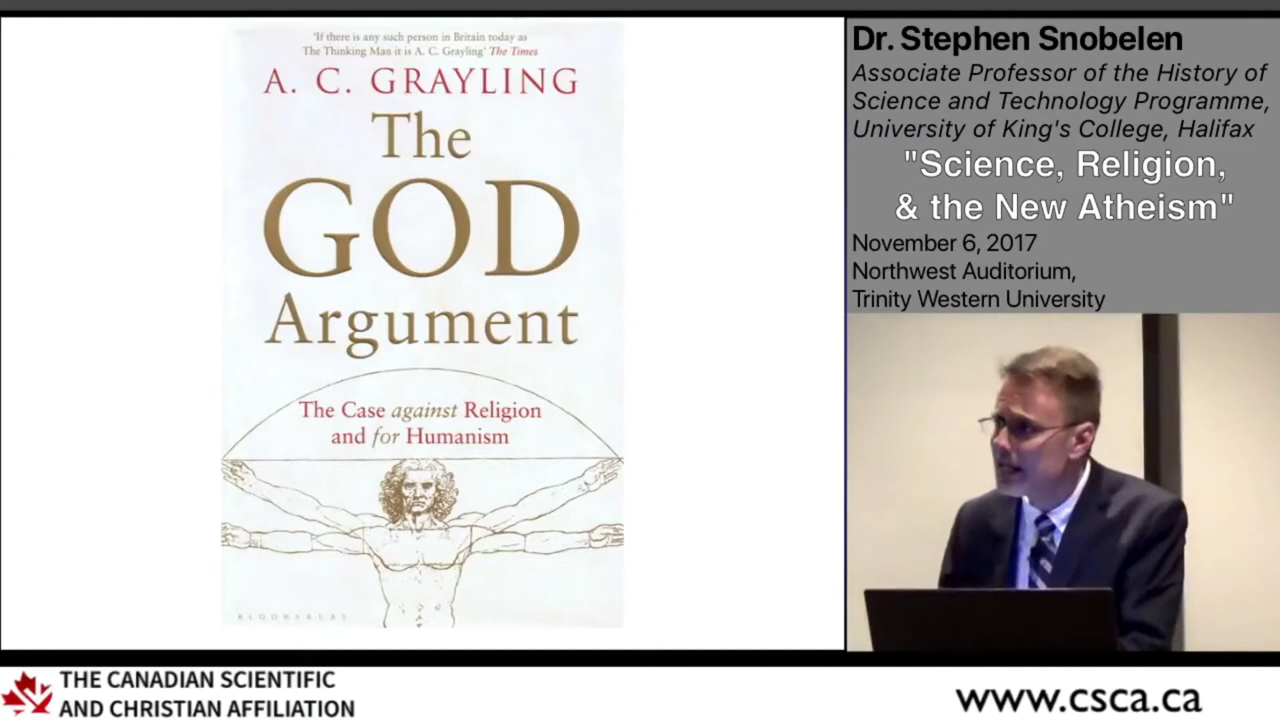 'If there is any such person in Britain today as
The Thinking Man it is A. C. Grayling' The Times
A. C. GRAYLING
The
GOD
Argument
The Case against Religion
and for Humanism
BLOOMSBURY
Dr. Stephen Snobelen
Associate Professor of the History of
Science and Technology Programme,
University of King's College, Halifax
"Science, Religion,
& the New Atheism"
November 6, 2017
Northwest Auditorium,
Trinity Western University
THE CANADIAN SCIENTIFIC
AND CHRISTIAN AFFILIATION
www.csca.ca